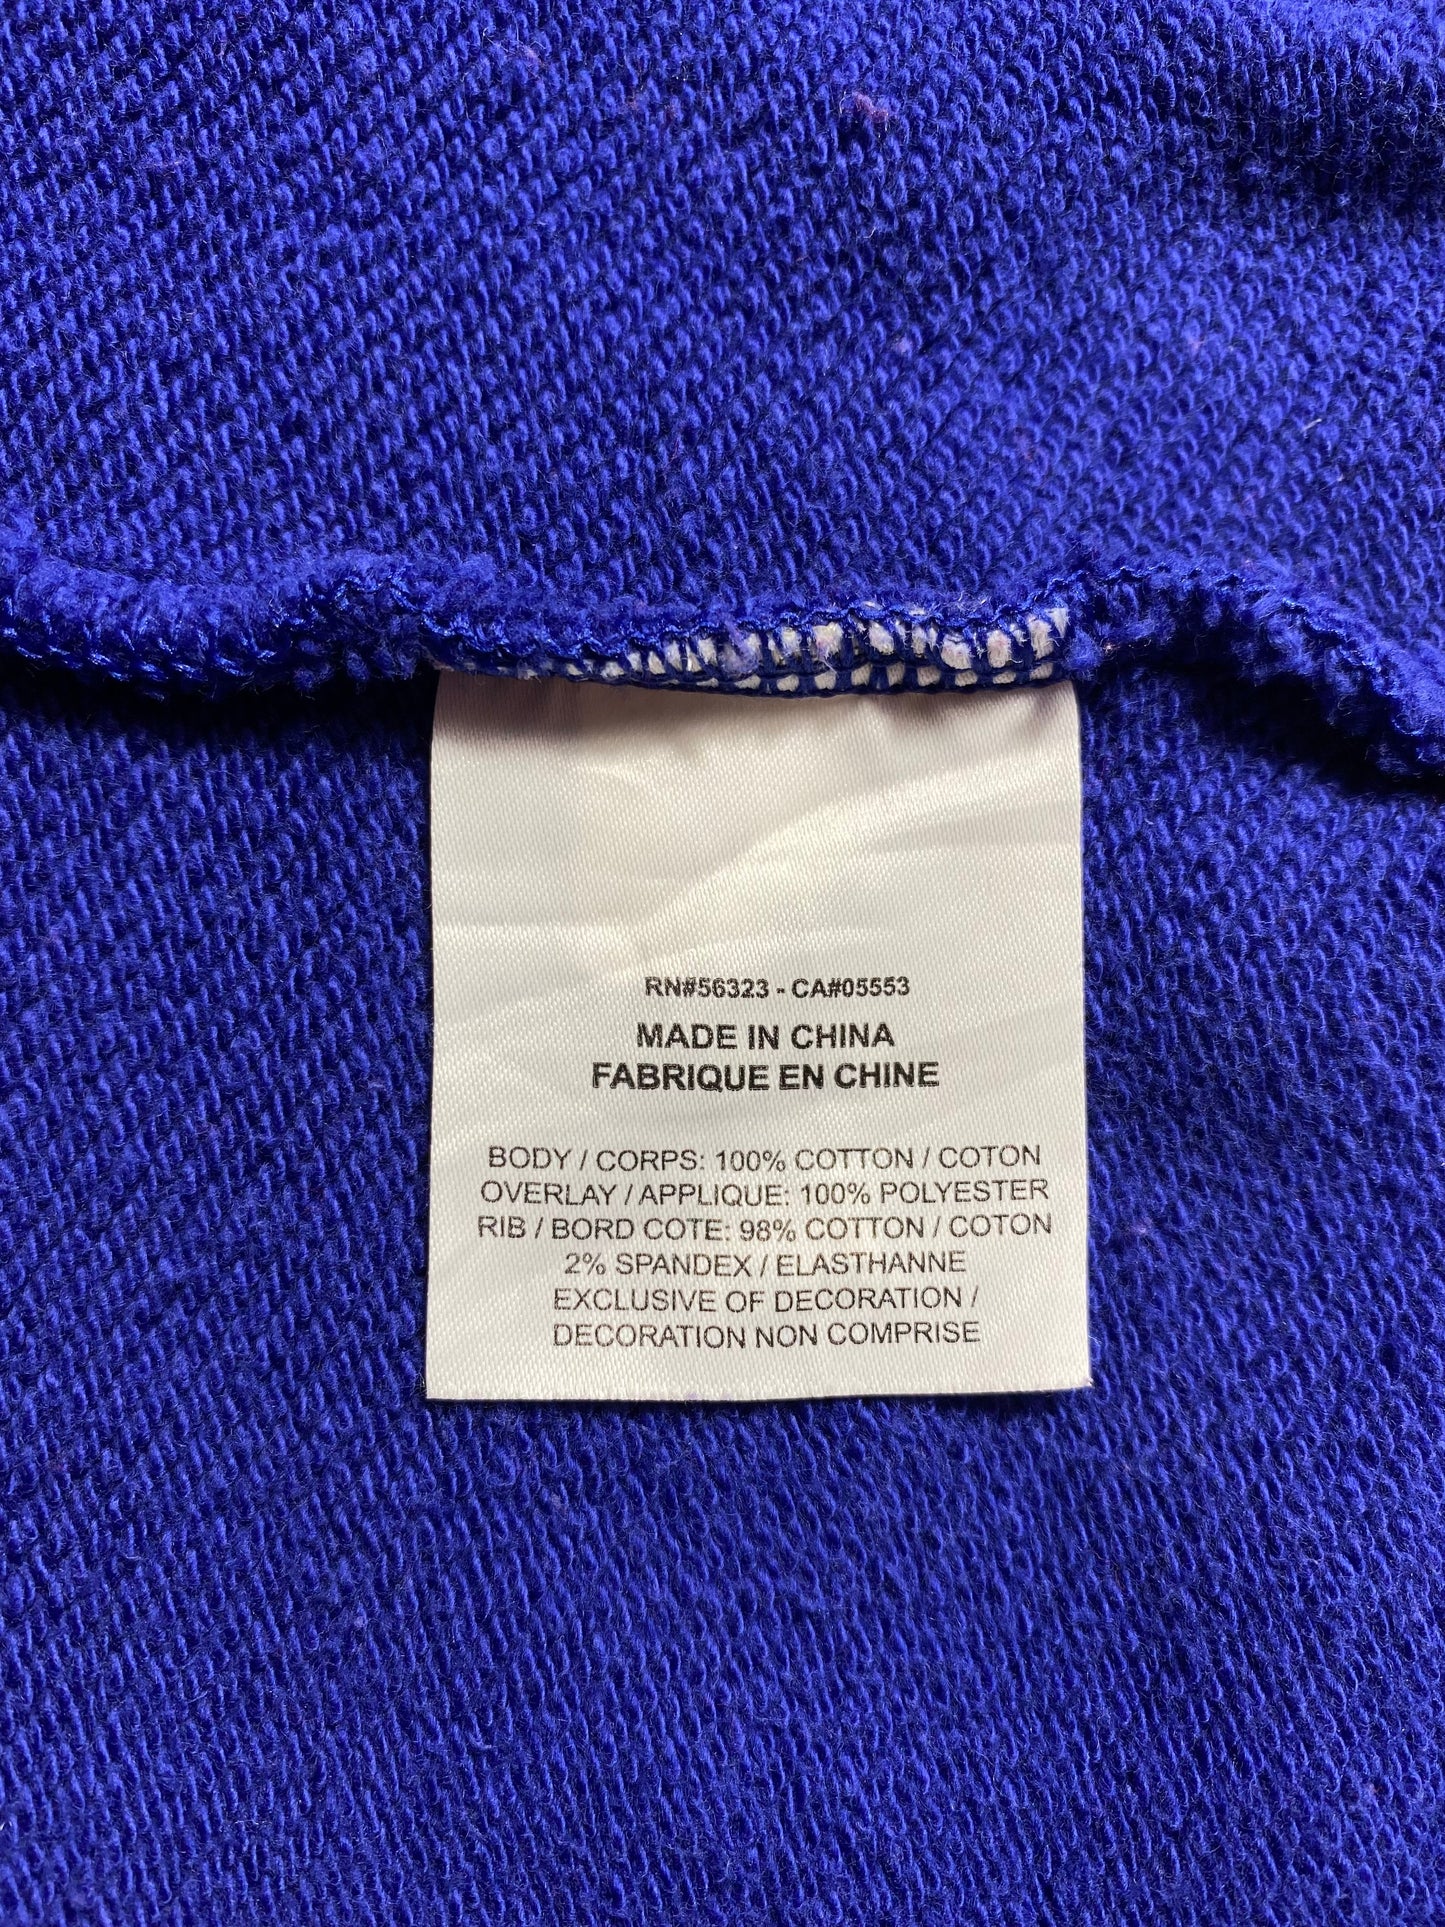 RN#56323 - CA#05553
MADE IN CHINA
FABRIQUE EN CHINE
BODY / CORPS: 100% COTTON / COTON
OVERLAY / APPLIQUE: 100% POLYESTER
RIB / BORD COTE: 98% COTTON / COTON
2% SPANDEX / ELASTHANNE
EXCLUSIVE OF DECORATION /
DECORATION NON COMPRISE